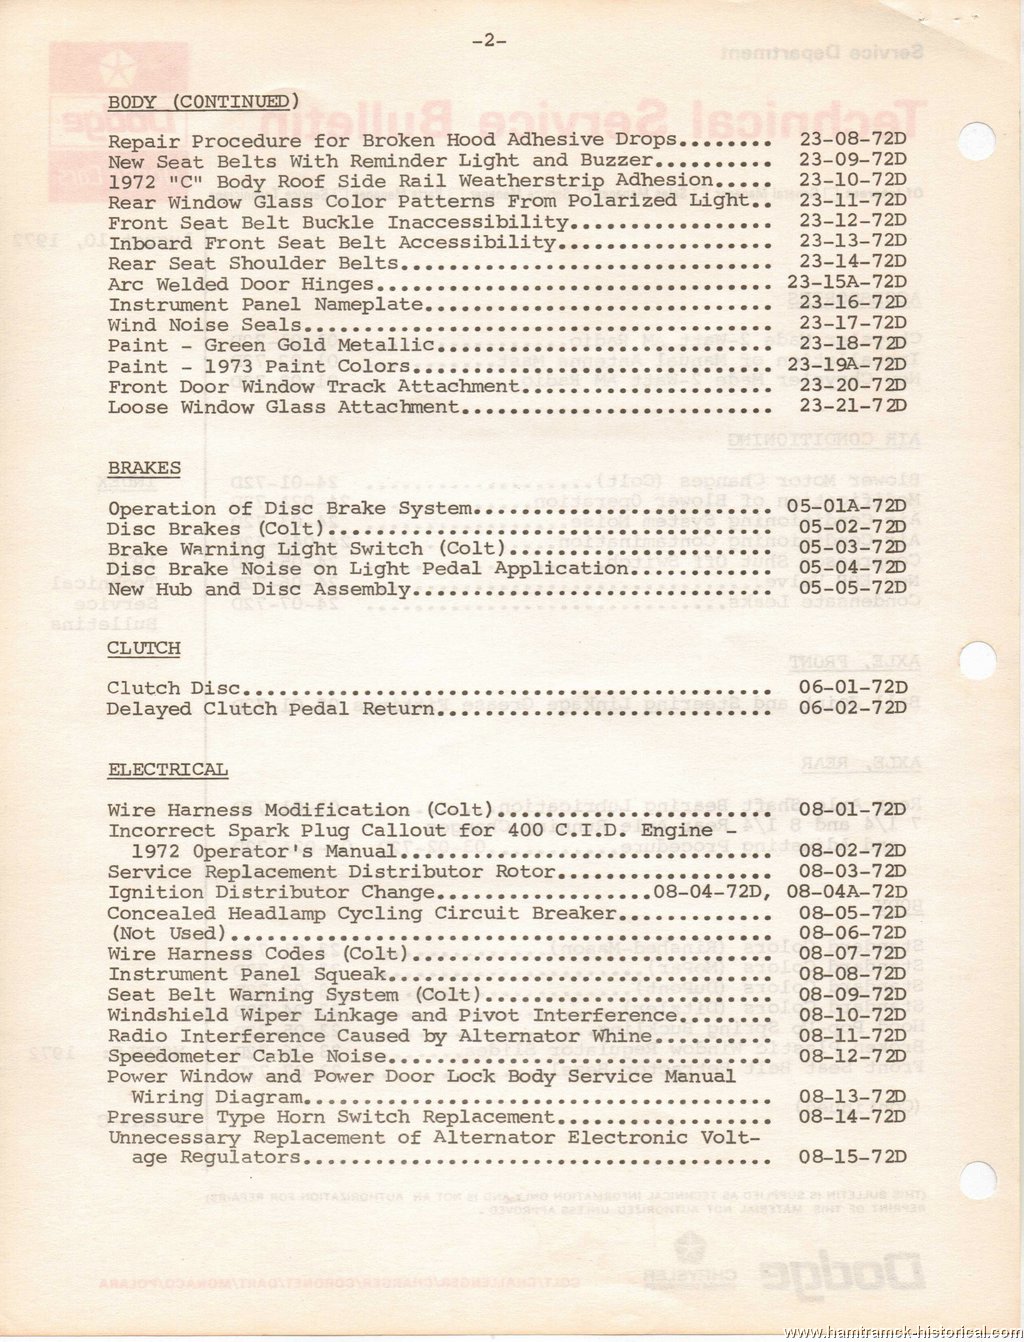 -2-
BODY (CONTINUED)
Repair Procedure for Broken Hood Adhesive Drops........ 23-08-72D
New Seat Belts With Reminder Light and Buzzer.......... 23-09-72D
1972 "C" Body Roof Side Rail Weatherstrip Adhesion..... 23-10-72D
Rear Window Glass Color Patterns From Polarized Light.. 23-11-72D
Front Seat Belt Buckle Inaccessibility................. 23-12-72D
Inboard Front Seat Belt Accessibility.................. 23-13-72D
Rear Seat Shoulder Belts............................... 23-14-72D
Arc Welded Door Hinges................................. 23-15A-72D
Instrument Panel Nameplate............................. 23-16-72D
Wind Noise Seals....................................... 23-17-72D
Paint - Green Gold Metallic............................ 23-18-72D
Paint - 1973 Paint Colors.............................. 23-19A-72D
Front Door Window Track Attachment..................... 23-20-72D
Loose Window Glass Attachment.......................... 23-21-72D
BRAKES
Operation of Disc Brake System......................... 05-01A-72D
Disc Brakes (Colt)..................................... 05-02-72D
Brake Warning Light Switch (Colt)...................... 05-03-72D
Disc Brake Noise on Light Pedal Application............ 05-04-72D
New Hub and Disc Assembly.............................. 05-05-72D
CLUTCH
Clutch Disc............................................ 06-01-72D
Delayed Clutch Pedal Return............................ 06-02-72D
ELECTRICAL
Wire Harness Modification (Colt)....................... 08-01-72D
Incorrect Spark Plug Callout for 400 C.I.D. Engine -
1972 Operator's Manual............................... 08-02-72D
Service Replacement Distributor Rotor.................. 08-03-72D
Ignition Distributor Change..................08-04-72D, 08-04A-72D
Concealed Headlamp Cycling Circuit Breaker............. 08-05-72D
(Not Used)............................................. 08-06-72D
Wire Harness Codes (Colt).............................. 08-07-72D
Instrument Panel Squeak................................ 08-08-72D
Seat Belt Warning System (Colt)........................ 08-09-72D
Windshield Wiper Linkage and Pivot Interference........ 08-10-72D
Radio Interference Caused by Alternator Whine.......... 08-11-72D
Speedometer Cable Noise................................ 08-12-72D
Power Window and Power Door Lock Body Service Manual
Wiring Diagram....................................... 08-13-72D
Pressure Type Horn Switch Replacement.................. 08-14-72D
Unnecessary Replacement of Alternator Electronic Volt-
age Regulators....................................... 08-15-72D
www.hamtramck-historical.com